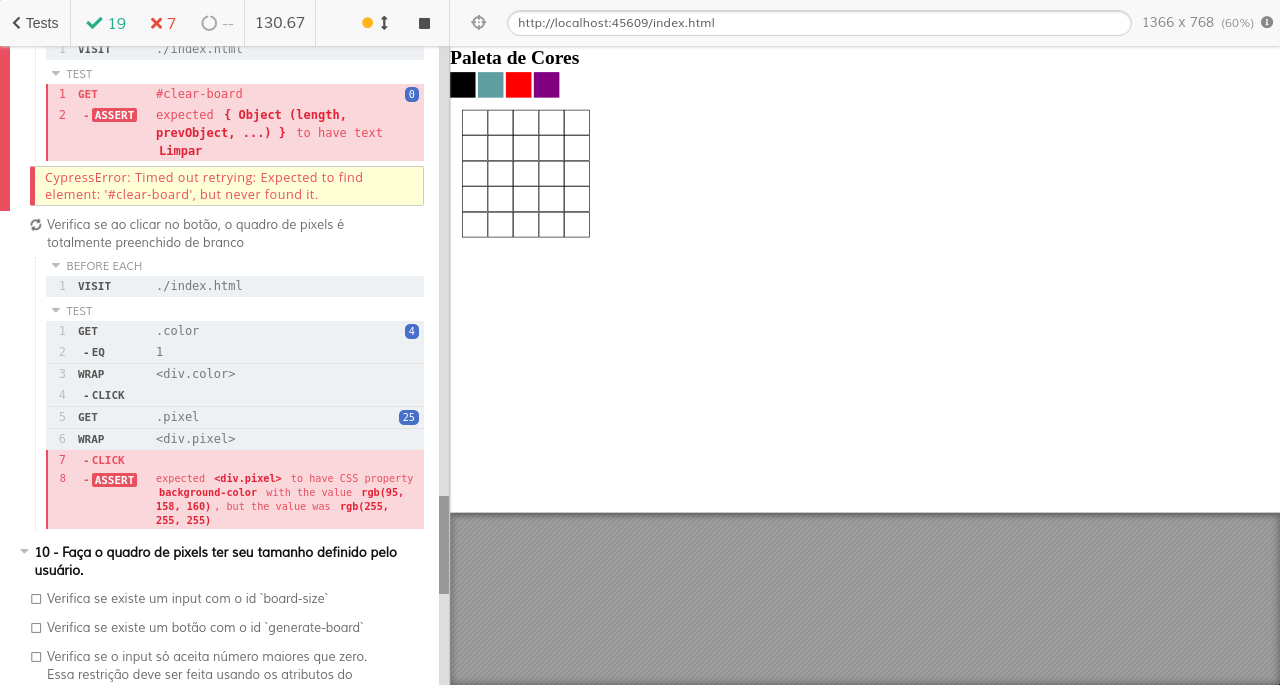 Tests 19 7 -- 130.67 http://localhost:45609/index.html 1366 x 768 (60%)
1 VISIT ./index.html
TEST
1 GET #clear-board 0
2 -ASSERT expected { Object (length,
prevObject, ...) } to have text
Limpar
CypressError: Timed out retrying: Expected to find
element: '#clear-board', but never found it.
Verifica se ao clicar no botão, o quadro de pixels é
totalmente preenchido de branco
BEFORE EACH
1 VISIT ./index.html
TEST
1 GET .color 4
2 -EQ 1
3 WRAP <div.color>
4 -CLICK
5 GET .pixel 25
6 WRAP <div.pixel>
7 -CLICK
8 -ASSERT expected <div.pixel> to have CSS property
background-color with the value rgb(95,
158, 160), but the value was rgb(255,
255, 255)
10 - Faça o quadro de pixels ter seu tamanho definido pelo
usuário.
Verifica se existe um input com o id `board-size`
Verifica se existe um botão com o id `generate-board`
Verifica se o input só aceita número maiores que zero.
Essa restrição deve ser feita usando os atributos do
Paleta de Cores